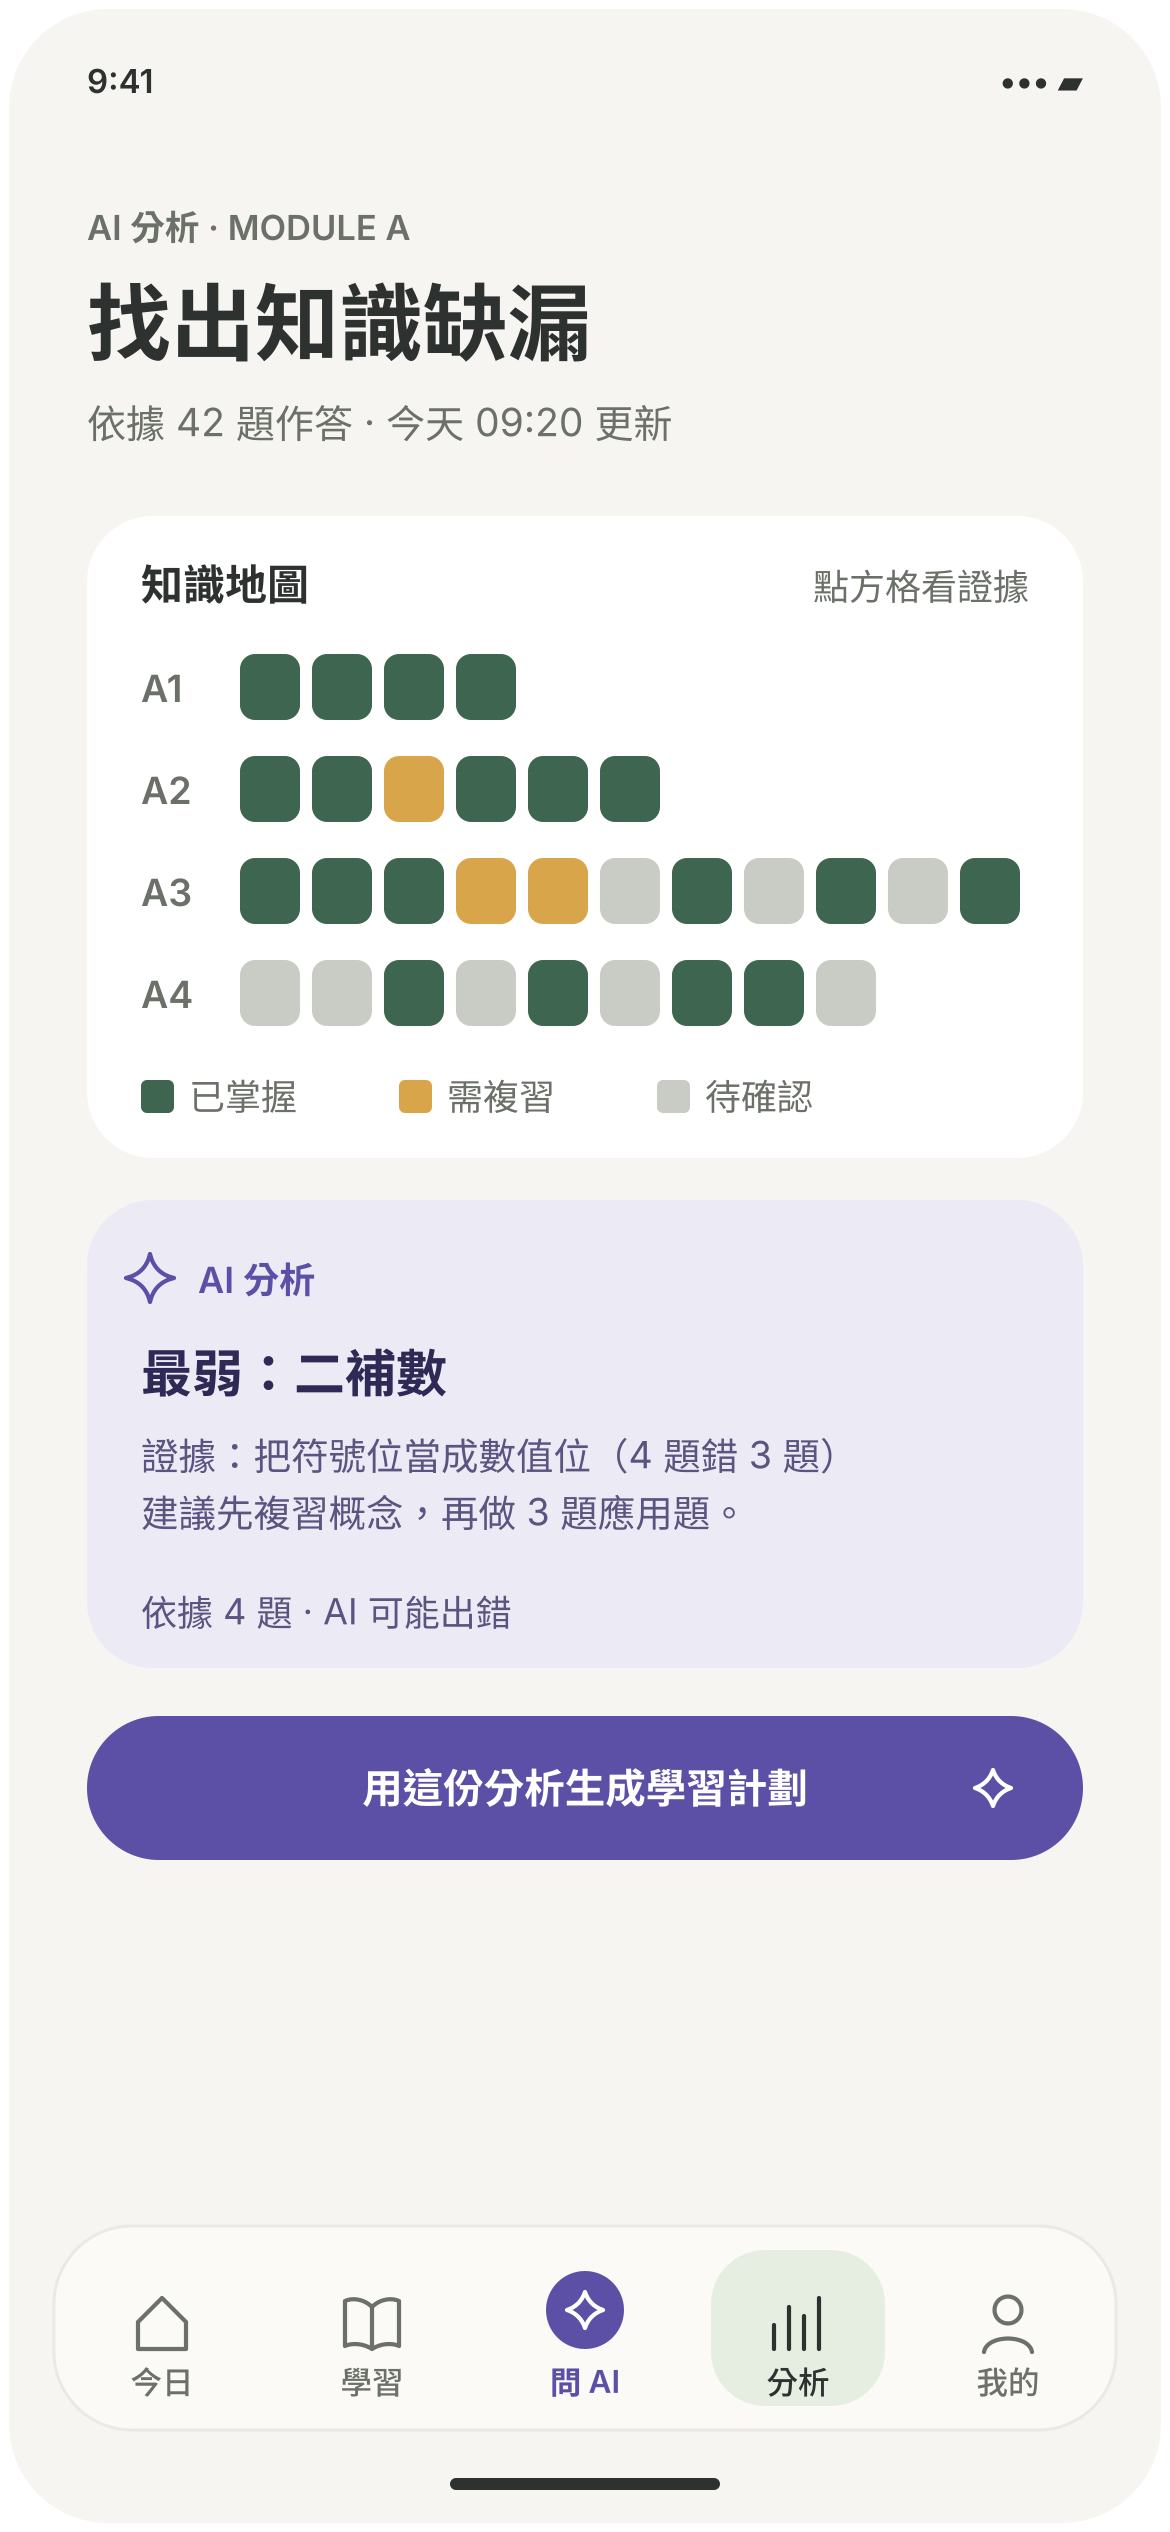 9:41
AI 分析 · MODULE A
找出知識缺漏
依據 42 題作答 · 今天 09:20 更新
知識地圖
點方格看證據
A1
A2
A3
A4
已掌握
需複習
待確認
AI 分析
最弱：二補數
證據：把符號位當成數值位（4 題錯 3 題）
建議先複習概念，再做 3 題應用題。
依據 4 題 · AI 可能出錯
用這份分析生成學習計劃
今日
學習
問 AI
分析
我的